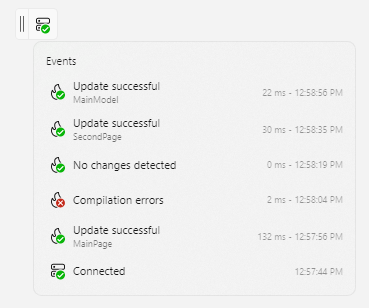 Events
Update successful
MainModel
22 ms - 12:58:56 PM
Update successful
SecondPage
30 ms - 12:58:35 PM
No changes detected
0 ms - 12:58:19 PM
Compilation errors
2 ms - 12:58:04 PM
Update successful
MainPage
132 ms - 12:57:56 PM
Connected
12:57:44 PM